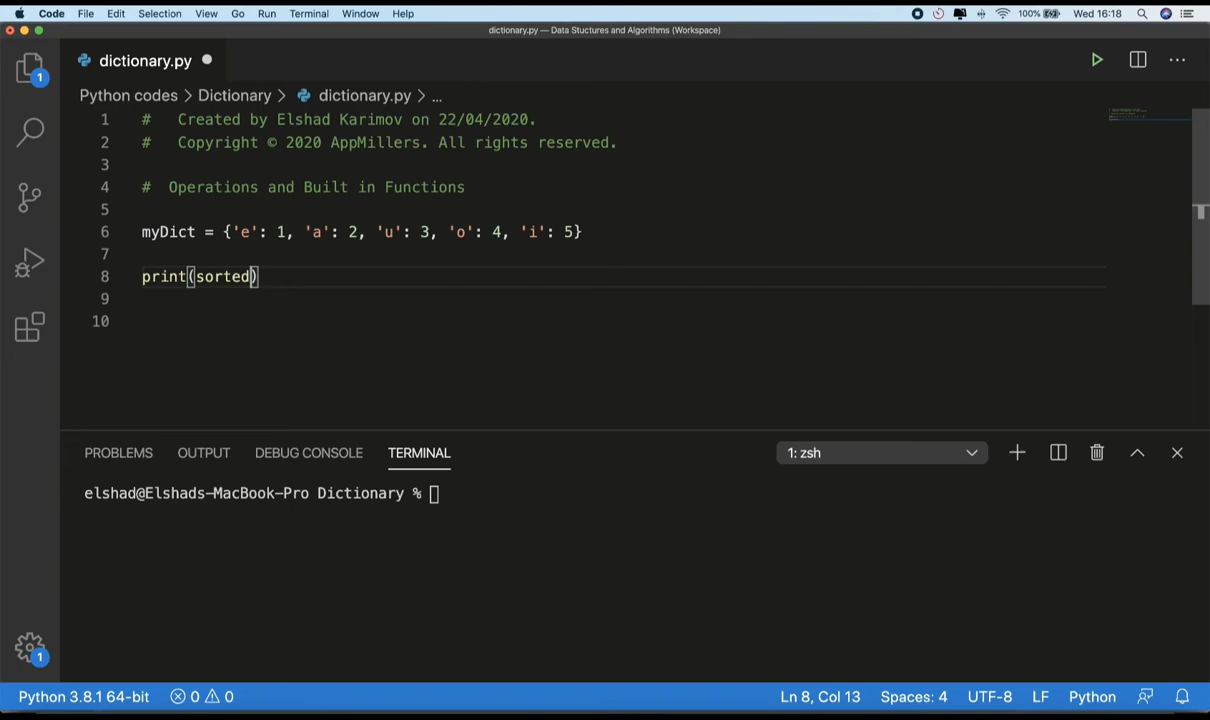 Code File Edit Selection View Go Run Terminal Window Help 100% Wed 16:18
dictionary.py — Data Stuctures and Algorithms (Workspace)
dictionary.py
Python codes > Dictionary > dictionary.py > ...
1 # Created by Elshad Karimov on 22/04/2020.
2 # Copyright © 2020 AppMillers. All rights reserved.
3
4 # Operations and Built in Functions
5
6 myDict = {'e': 1, 'a': 2, 'u': 3, 'o': 4, 'i': 5}
7
8 print(sorted)
9
10
1
PROBLEMS OUTPUT DEBUG CONSOLE TERMINAL 1: zsh
elshad@Elshads-MacBook-Pro Dictionary %
1
Python 3.8.1 64-bit 0 0 Ln 8, Col 13 Spaces: 4 UTF-8 LF Python